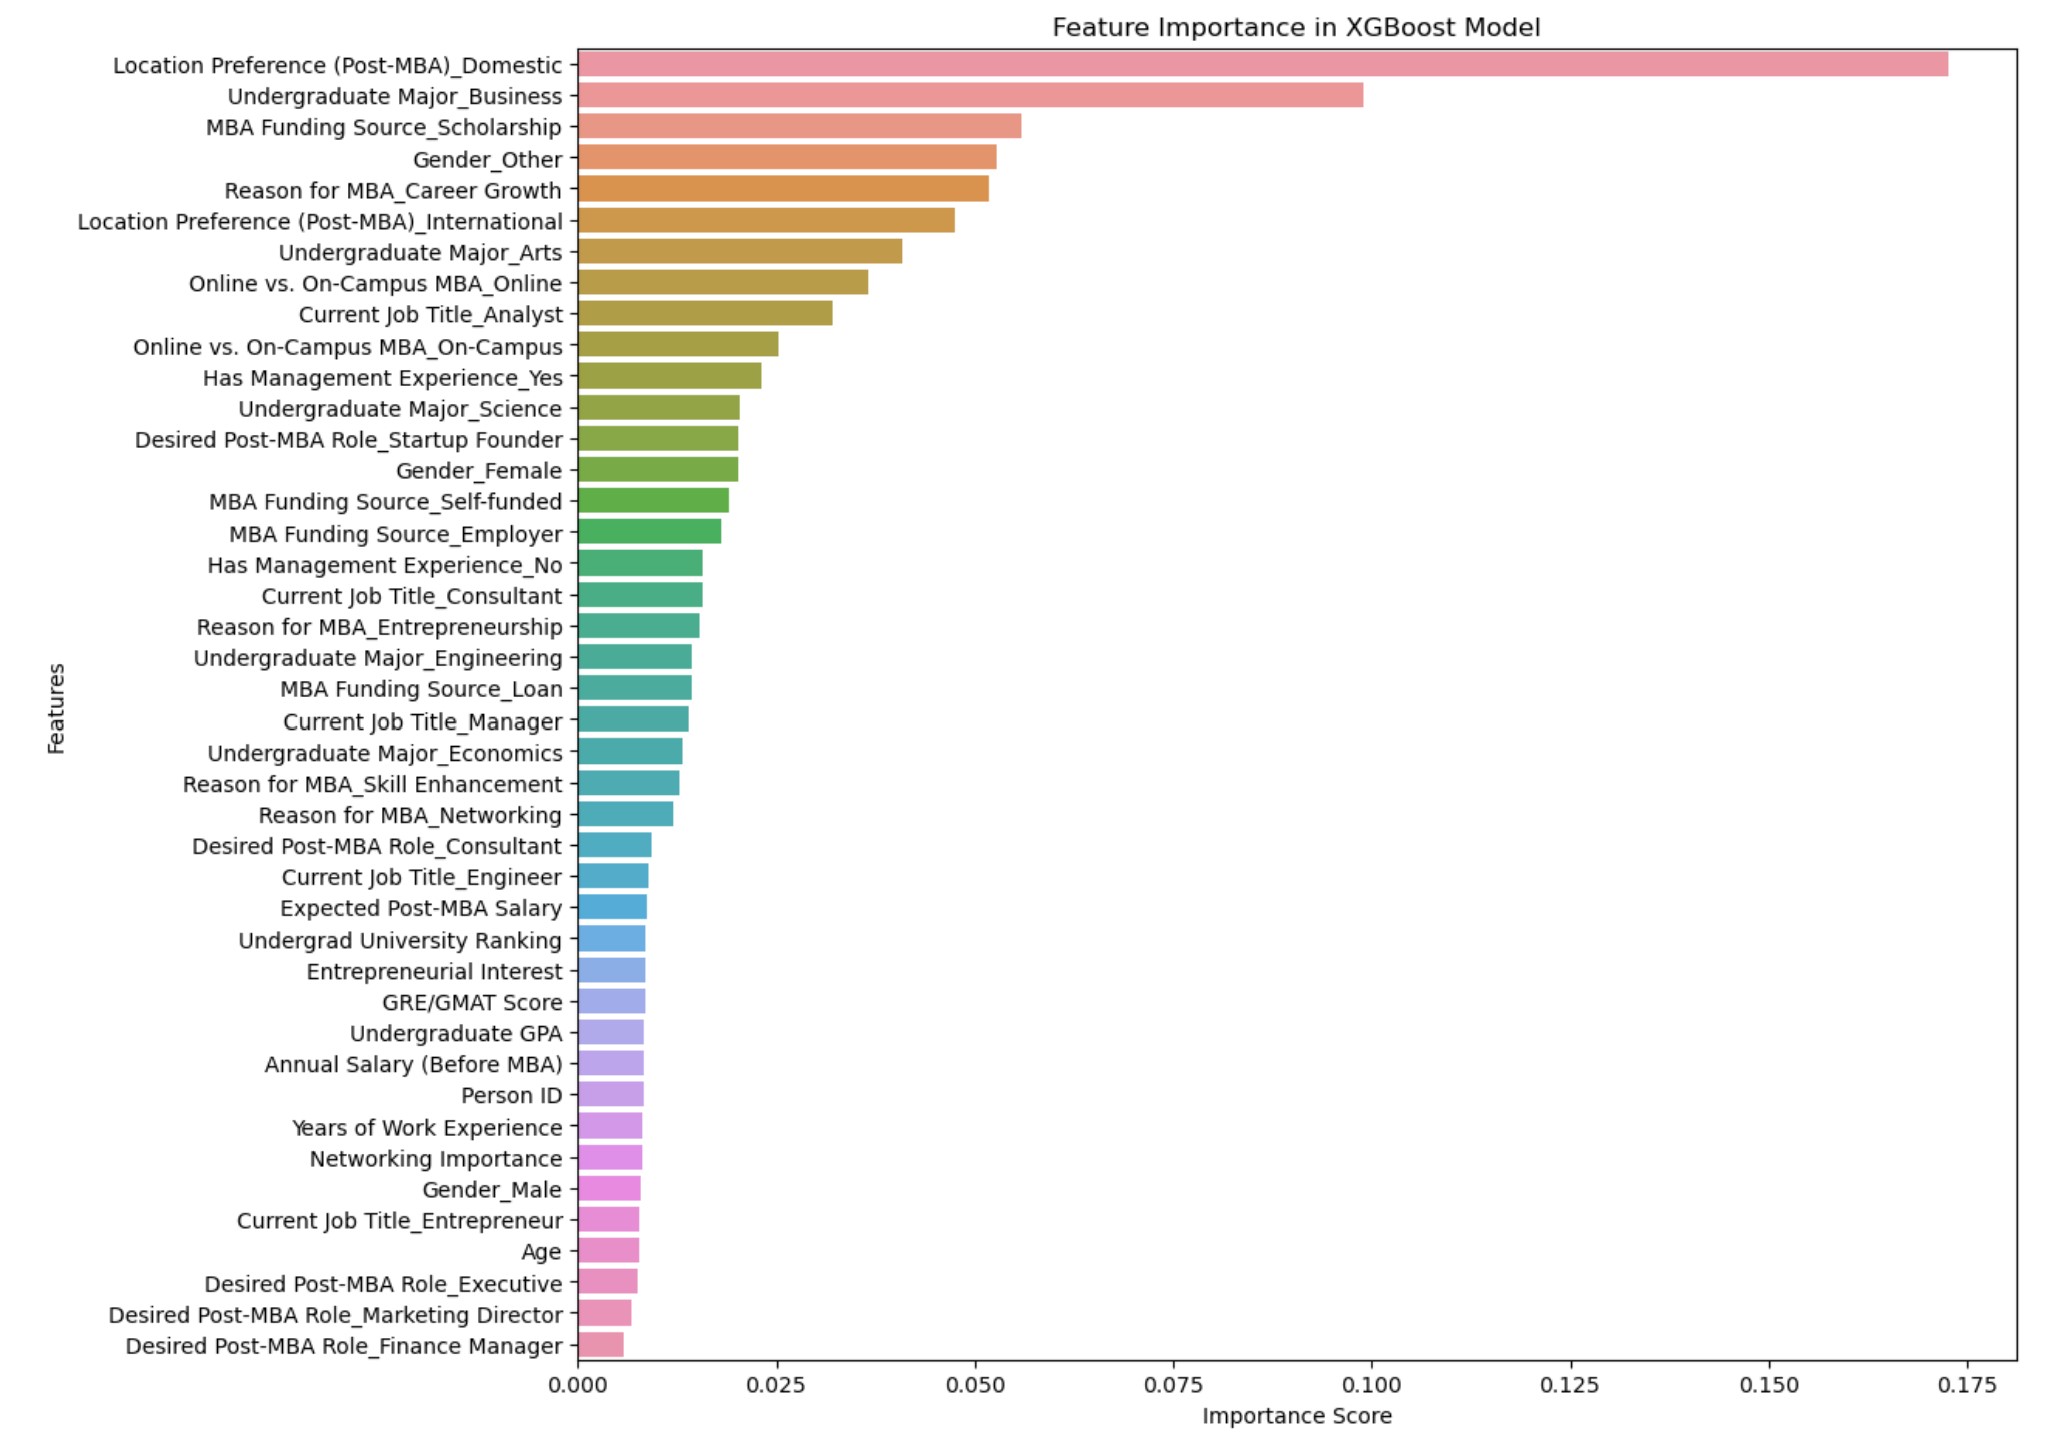 Feature Importance in XGBoost Model
Location Preference (Post-MBA)_Domestic
Undergraduate Major_Business
MBA Funding Source_Scholarship
Gender_Other
Reason for MBA_Career Growth
Location Preference (Post-MBA)_International
Undergraduate Major_Arts
Online vs. On-Campus MBA_Online
Current Job Title_Analyst
Online vs. On-Campus MBA_On-Campus
Has Management Experience_Yes
Undergraduate Major_Science
Desired Post-MBA Role_Startup Founder
Gender_Female
MBA Funding Source_Self-funded
MBA Funding Source_Employer
Has Management Experience_No
Current Job Title_Consultant
Reason for MBA_Entrepreneurship
Undergraduate Major_Engineering
MBA Funding Source_Loan
Current Job Title_Manager
Undergraduate Major_Economics
Reason for MBA_Skill Enhancement
Reason for MBA_Networking
Desired Post-MBA Role_Consultant
Current Job Title_Engineer
Expected Post-MBA Salary
Undergrad University Ranking
Entrepreneurial Interest
GRE/GMAT Score
Undergraduate GPA
Annual Salary (Before MBA)
Person ID
Years of Work Experience
Networking Importance
Gender_Male
Current Job Title_Entrepreneur
Age
Desired Post-MBA Role_Executive
Desired Post-MBA Role_Marketing Director
Desired Post-MBA Role_Finance Manager
Features
0.000 0.025 0.050 0.075 0.100 0.125 0.150 0.175
Importance Score